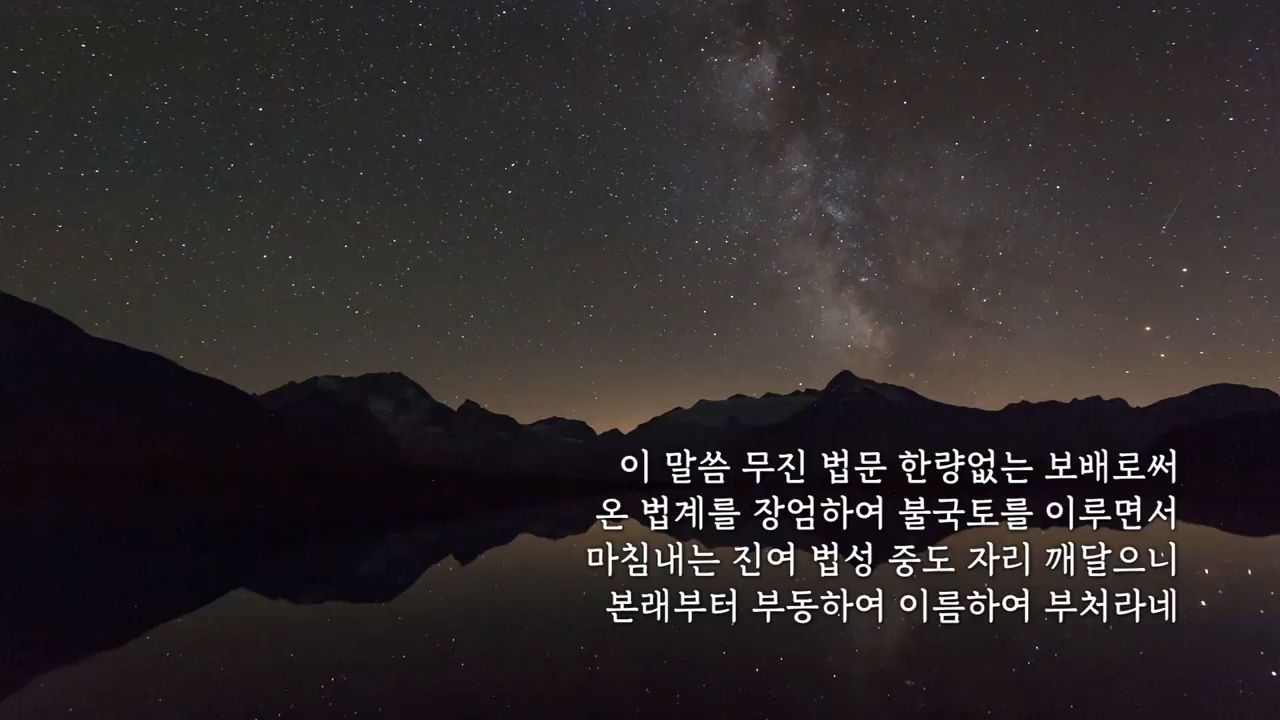 이 말씀 무진 법문 한량없는 보배로써
온 법계를 장엄하여 불국토를 이루면서
마침내는 진여 법성 중도 자리 깨달으니
본래부터 부동하여 이름하여 부처라네